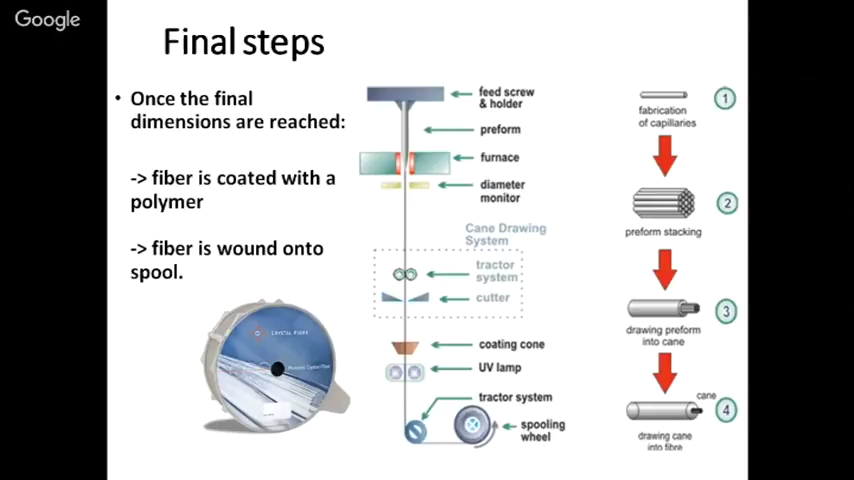 Google
Final steps
• Once the final
dimensions are reached:
-> fiber is coated with a
polymer
-> fiber is wound onto
spool.
CRYSTAL FIBRE
feed screw
& holder
preform
furnace
diameter
monitor
Cane Drawing
System
tractor
system
cutter
coating cone
UV lamp
tractor system
spooling
wheel
1
fabrication
of capillaries
2
preform stacking
3
drawing preform
into cane
cane
4
drawing cane
into fibre